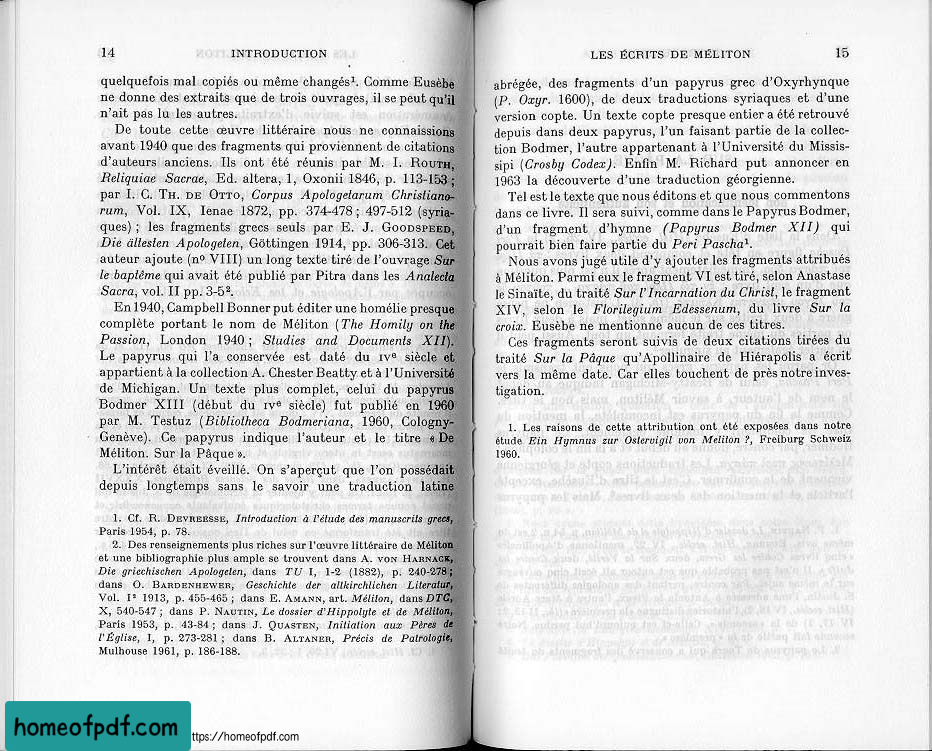 14 INTRODUCTION
quelquefois mal copiés ou même changés¹. Comme Eusèbe
ne donne des extraits que de trois ouvrages, il se peut qu'il
n'ait pas lu les autres.
De toute cette œuvre littéraire nous ne connaissions
avant 1940 que des fragments qui proviennent de citations
d'auteurs anciens. Ils ont été réunis par M. I. ROUTH,
Reliquiae Sacrae, Ed. altera, 1, Oxonii 1846, p. 113-153 ;
par I. C. TH. DE OTTO, Corpus Apologetarum Christiano-
rum, Vol. IX, Ienae 1872, pp. 374-478 ; 497-512 (syria-
ques) ; les fragments grecs seuls par E. J. GOODSPEED,
Die ältesten Apologeten, Göttingen 1914, pp. 306-313. Cet
auteur ajoute (nº VIII) un long texte tiré de l'ouvrage Sur
le baptême qui avait été publié par Pitra dans les Analecta
Sacra, vol. II pp. 3-5².
En 1940, Campbell Bonner put éditer une homélie presque
complète portant le nom de Méliton (The Homily on the
Passion, London 1940 ; Studies and Documents XII).
Le papyrus qui l'a conservée est daté du IVe siècle et
appartient à la collection A. Chester Beatty et à l'Université
de Michigan. Un texte plus complet, celui du papyrus
Bodmer XIII (début du IVe siècle) fut publié en 1960
par M. Testuz (Bibliotheca Bodmeriana, 1960, Cologny-
Genève). Ce papyrus indique l'auteur et le titre « De
Méliton. Sur la Pâque ».
L'intérêt était éveillé. On s'aperçut que l'on possédait
depuis longtemps sans le savoir une traduction latine
1. Cf. R. DEVREESSE, Introduction à l'étude des manuscrits grecs,
Paris 1954, p. 78.
2. Des renseignements plus riches sur l'œuvre littéraire de Méliton
et une bibliographie plus ample se trouvent dans A. VON HARNACK,
Die griechischen Apologeten, dans TU I, 1-2 (1882), p. 240-278 ;
dans O. BARDENHEWER, Geschichte der altkirchlichen Literatur,
Vol. I² 1913, p. 455-465 ; dans E. AMANN, art. Méliton, dans DTC,
X, 540-547 ; dans P. NAUTIN, Le dossier d'Hippolyte et de Méliton,
Paris 1953, p. 43-84 ; dans J. QUASTEN, Initiation aux Pères de
l'Église, I, p. 273-281 ; dans B. ALTANER, Précis de Patrologie,
Mulhouse 1961, p. 186-188.
LES ÉCRITS DE MÉLITON 15
abrégée, des fragments d'un papyrus grec d'Oxyrhynque
(P. Oxyr. 1600), de deux traductions syriaques et d'une
version copte. Un texte copte presque entier a été retrouvé
depuis dans deux papyrus, l'un faisant partie de la collec-
tion Bodmer, l'autre appartenant à l'Université du Missis-
sipi (Crosby Codex). Enfin M. Richard put annoncer en
1963 la découverte d'une traduction géorgienne.
Tel est le texte que nous éditons et que nous commentons
dans ce livre. Il sera suivi, comme dans le Papyrus Bodmer,
d'un fragment d'hymne (Papyrus Bodmer XII) qui
pourrait bien faire partie du Peri Pascha¹.
Nous avons jugé utile d'y ajouter les fragments attribués
à Méliton. Parmi eux le fragment VI est tiré, selon Anastase
le Sinaïte, du traité Sur l'Incarnation du Christ, le fragment
XIV, selon le Florilegium Edessenum, du livre Sur la
croix. Eusèbe ne mentionne aucun de ces titres.
Ces fragments seront suivis de deux citations tirées du
traité Sur la Pâque qu'Apollinaire de Hiérapolis a écrit
vers la même date. Car elles touchent de près notre inves-
tigation.
1. Les raisons de cette attribution ont été exposées dans notre
étude Ein Hymnus zur Ostervigil von Meliton ?, Freiburg Schweiz
1960.
homeofpdf.com
ttps://homeofpdf.com